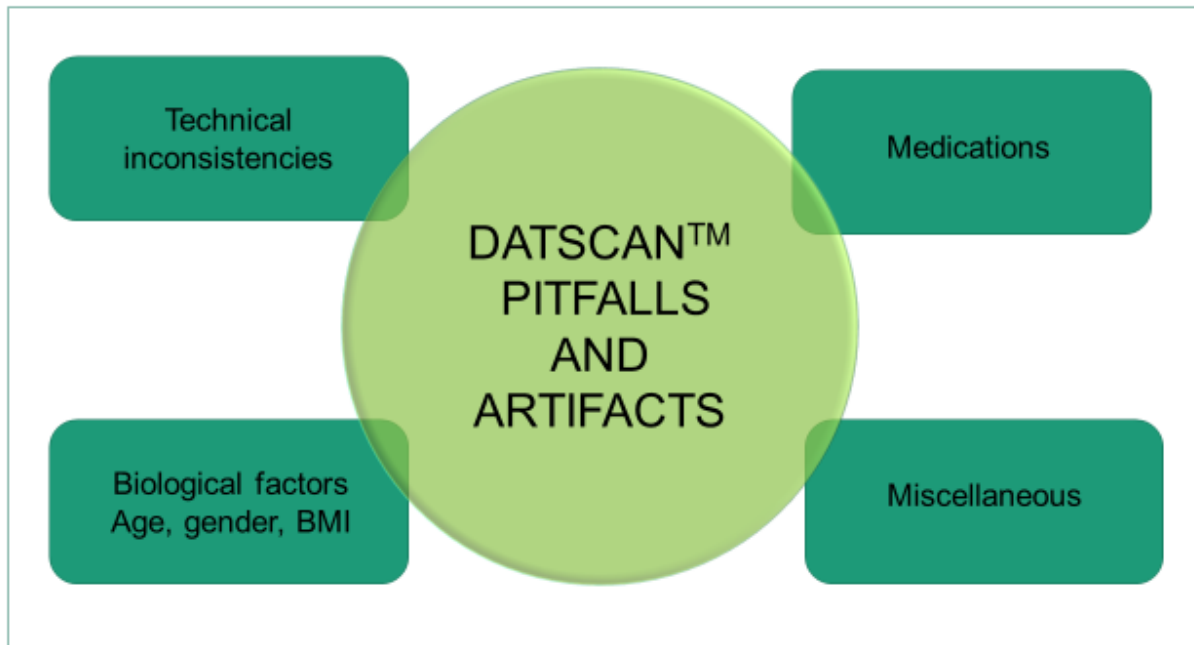 Technical
inconsistencies
Medications
DATSCAN™
PITFALLS
AND
ARTIFACTS
Biological factors
Age, gender, BMI
Miscellaneous